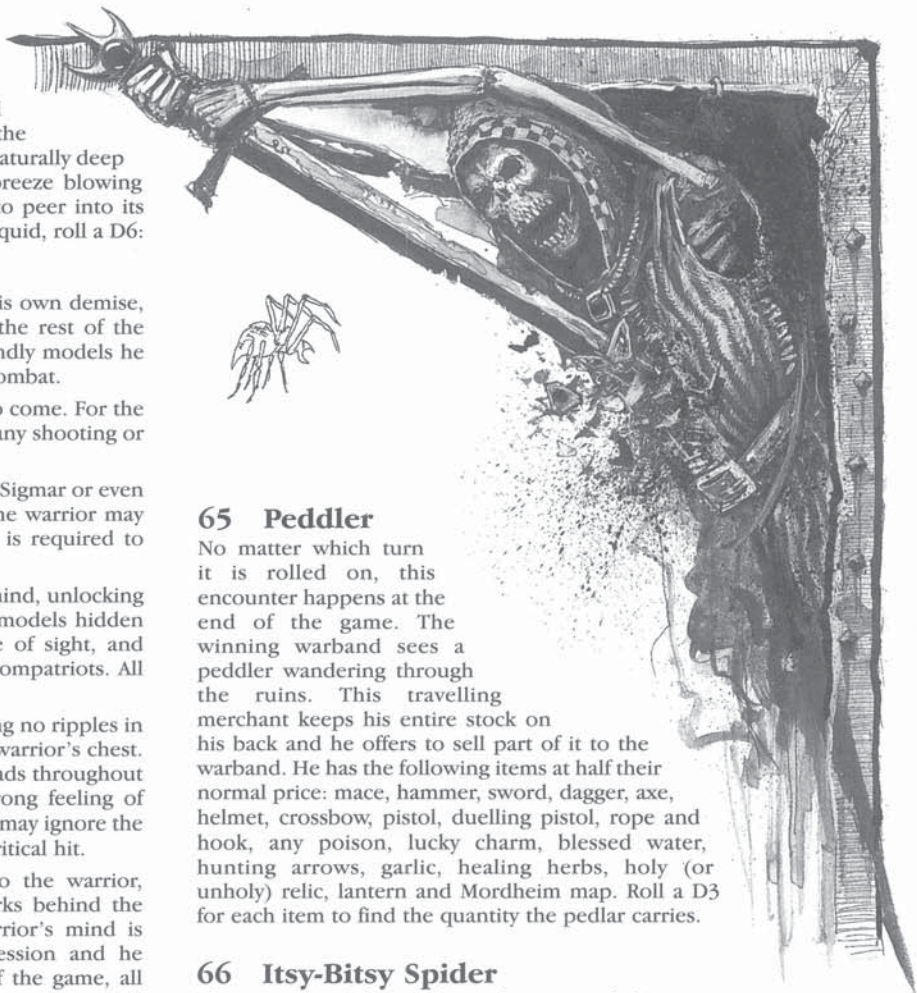 the
aturally deep
breeze blowing
to peer into its
quid, roll a D6:
is own demise,
the rest of the
ndly models he
ombat.
o come. For the
any shooting or
Sigmar or even
he warrior may
is required to
ind, unlocking
models hidden
e of sight, and
ompatriots. All
ng no ripples in
warrior's chest.
ads throughout
rong feeling of
may ignore the
ritical hit.
o the warrior,
rks behind the
rrior's mind is
ession and he
f the game, all
65 Peddler
No matter which turn
it is rolled on, this
encounter happens at the
end of the game. The
winning warband sees a
peddler wandering through
the ruins. This travelling
merchant keeps his entire stock on
his back and he offers to sell part of it to the
warband. He has the following items at half their
normal price: mace, hammer, sword, dagger, axe,
helmet, crossbow, pistol, duelling pistol, rope and
hook, any poison, lucky charm, blessed water,
hunting arrows, garlic, healing herbs, holy (or
unholy) relic, lantern and Mordheim map. Roll a D3
for each item to find the quantity the pedlar carries.
66 Itsy-Bitsy Spider